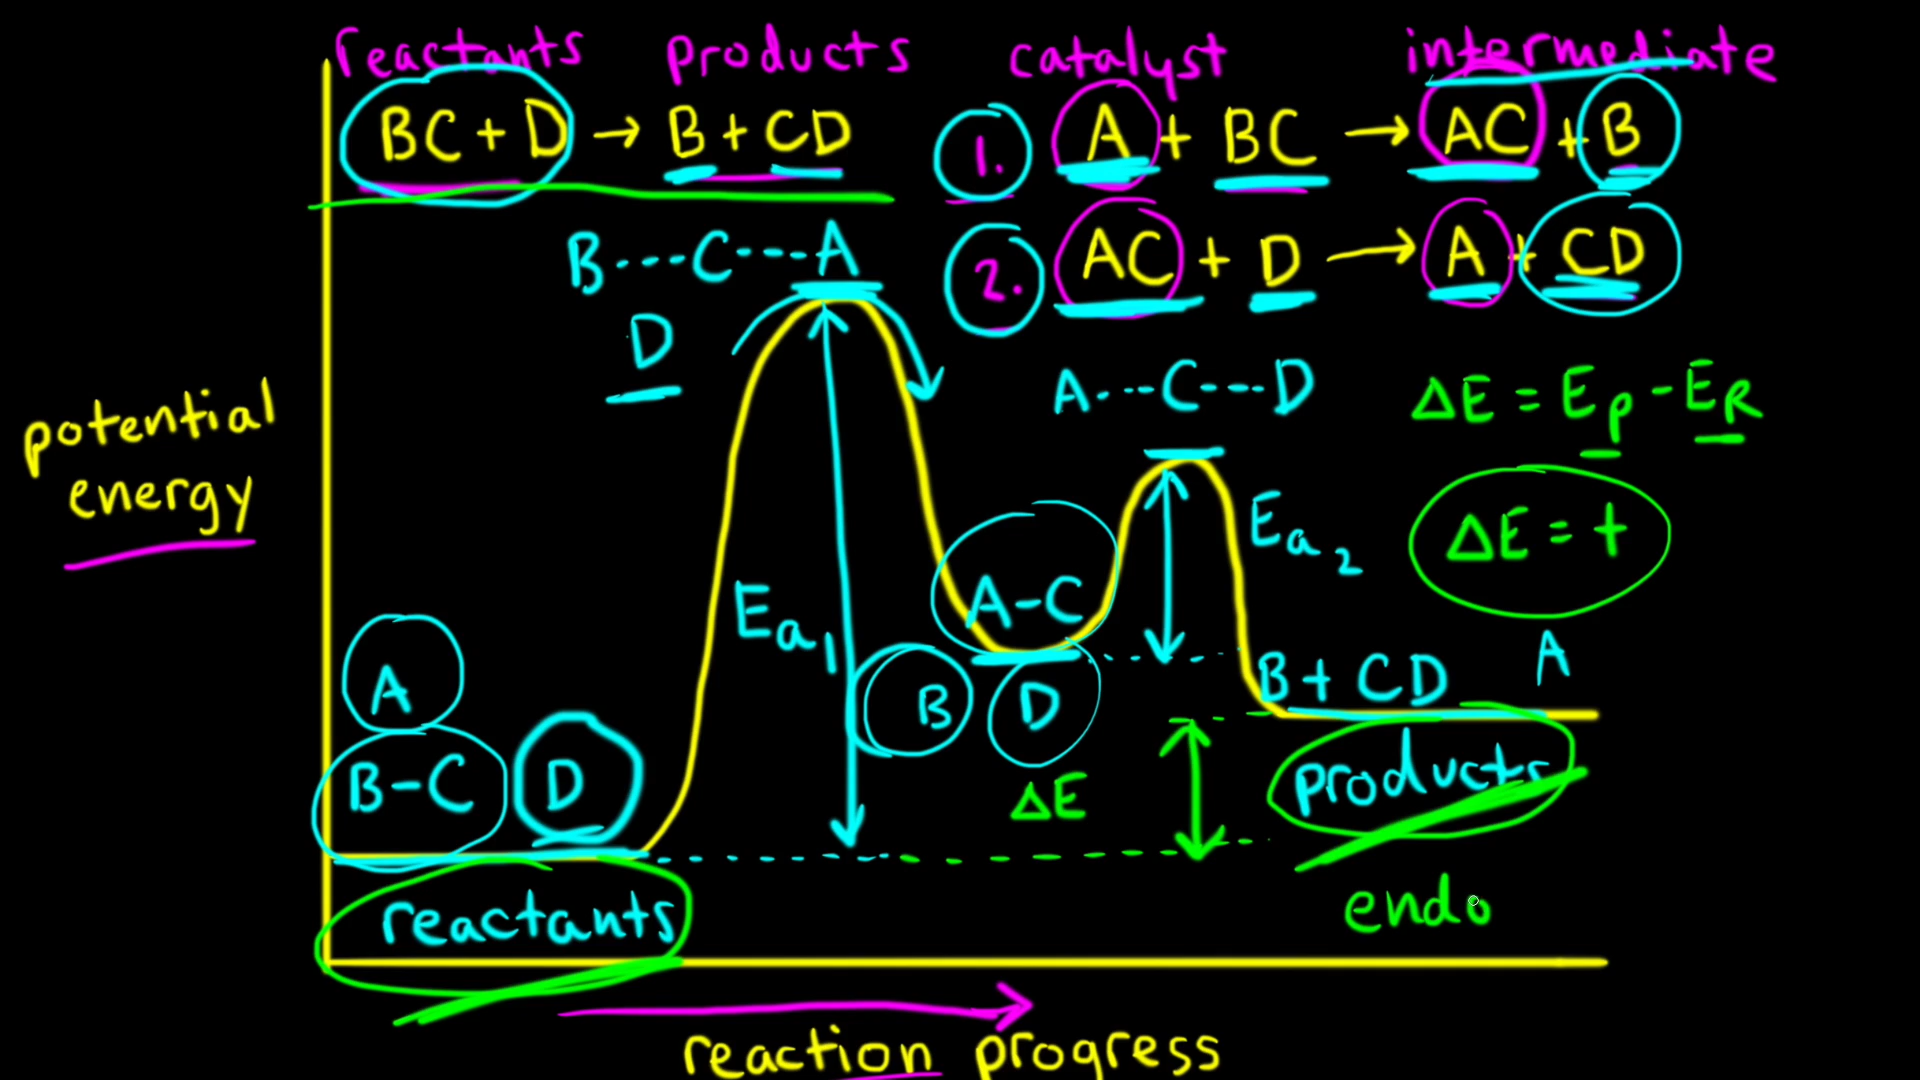 reactants products catalyst intermediate
BC + D → B + CD
1. A + BC → AC + B
2. AC + D → A + CD
B---C---A
D
A---C---D
ΔE = Ep - ER
ΔE = +
potential
energy
Ea1
Ea2
A
B-C D
A-C
B D
B + CD A
ΔE
products
reactants
endo
reaction progress